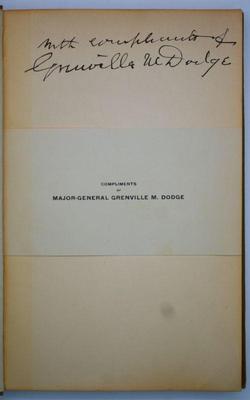 With compliments of
Grenville M Dodge
COMPLIMENTS
OF
MAJOR-GENERAL GRENVILLE M. DODGE